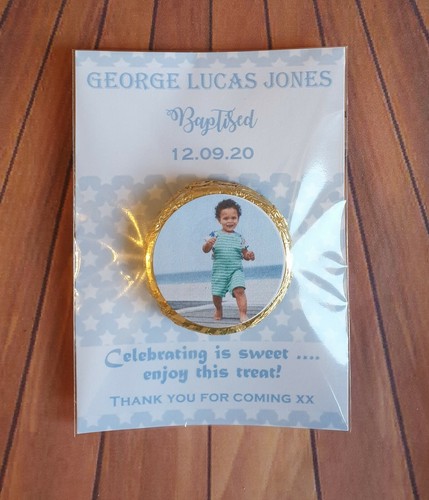 GEORGE LUCAS JONES
Baptised
12.09.20
Celebrating is sweet ....
enjoy this treat!
THANK YOU FOR COMING XX